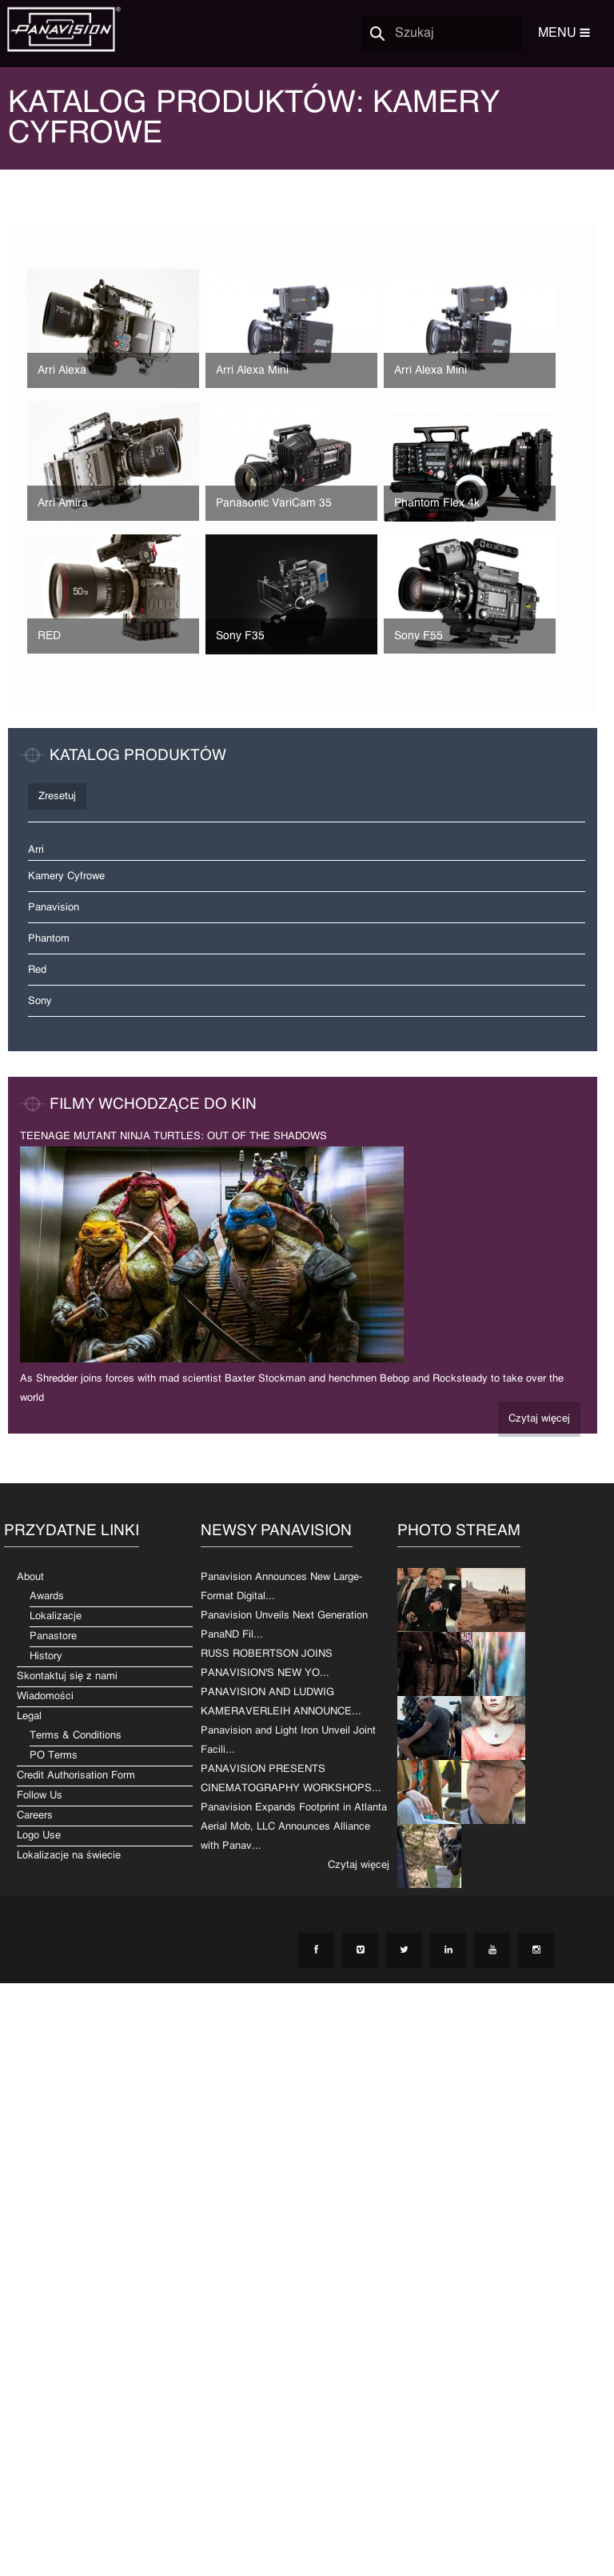 PANAVISION®
Szukaj
MENU
KATALOG PRODUKTÓW: KAMERY
CYFROWE
Arri Alexa
Arri Alexa Mini
Arri Alexa Mini
Arri Amira
Panasonic VariCam 35
Phantom Flex 4k
RED
Sony F35
Sony F55
KATALOG PRODUKTÓW
Zresetuj
Arri
Kamery Cyfrowe
Panavision
Phantom
Red
Sony
FILMY WCHODZĄCE DO KIN
TEENAGE MUTANT NINJA TURTLES: OUT OF THE SHADOWS
As Shredder joins forces with mad scientist Baxter Stockman and henchmen Bebop and Rocksteady to take over the
world
Czytaj więcej
PRZYDATNE LINKI
About
Awards
Lokalizacje
Panastore
History
Skontaktuj się z nami
Wiadomości
Legal
Terms & Conditions
PO Terms
Credit Authorisation Form
Follow Us
Careers
Logo Use
Lokalizacje na świecie
NEWSY PANAVISION
Panavision Announces New Large-
Format Digital...
Panavision Unveils Next Generation
PanaND Fil...
RUSS ROBERTSON JOINS
PANAVISION'S NEW YO...
PANAVISION AND LUDWIG
KAMERAVERLEIH ANNOUNCE...
Panavision and Light Iron Unveil Joint
Facili...
PANAVISION PRESENTS
CINEMATOGRAPHY WORKSHOPS...
Panavision Expands Footprint in Atlanta
Aerial Mob, LLC Announces Alliance
with Panav...
Czytaj więcej
PHOTO STREAM